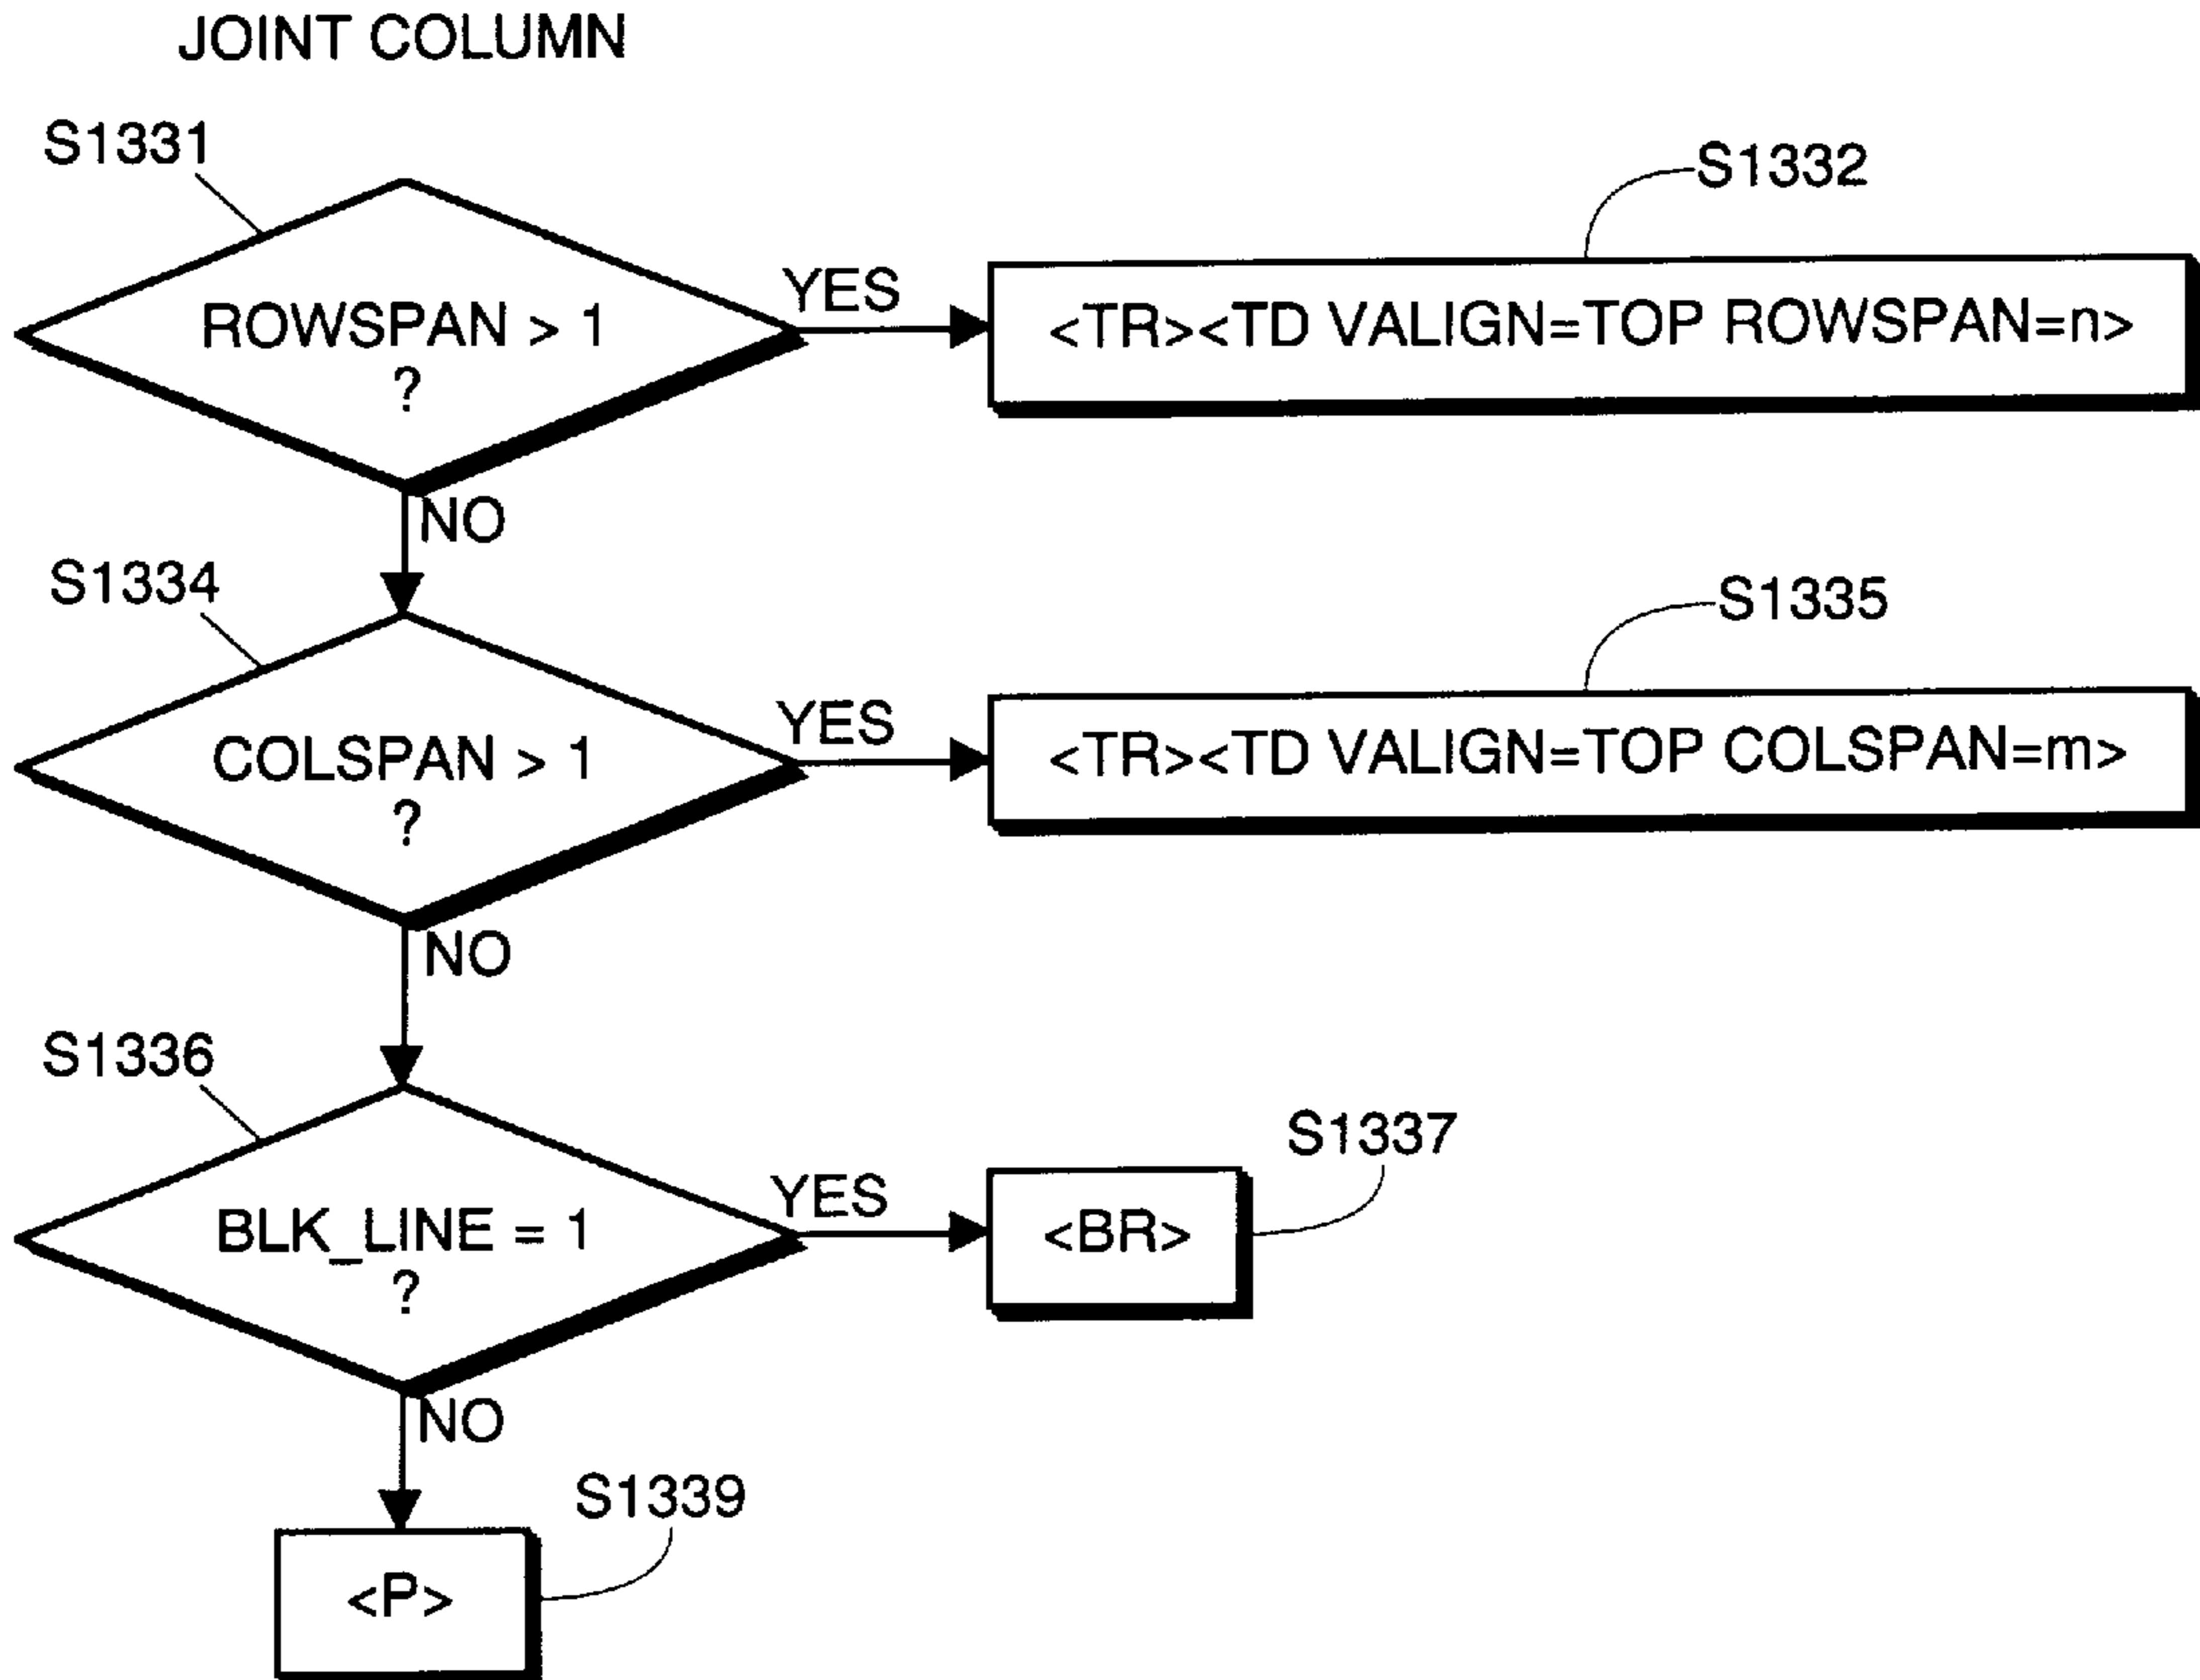 JOINT COLUMN
S1331
S1332
ROWSPAN > 1
?
YES
<TR><TD VALIGN=TOP ROWSPAN=n>
NO
S1334
S1335
COLSPAN > 1
?
YES
<TR><TD VALIGN=TOP COLSPAN=m>
NO
S1336
S1337
BLK_LINE = 1
?
YES
<BR>
NO
S1339
<P>